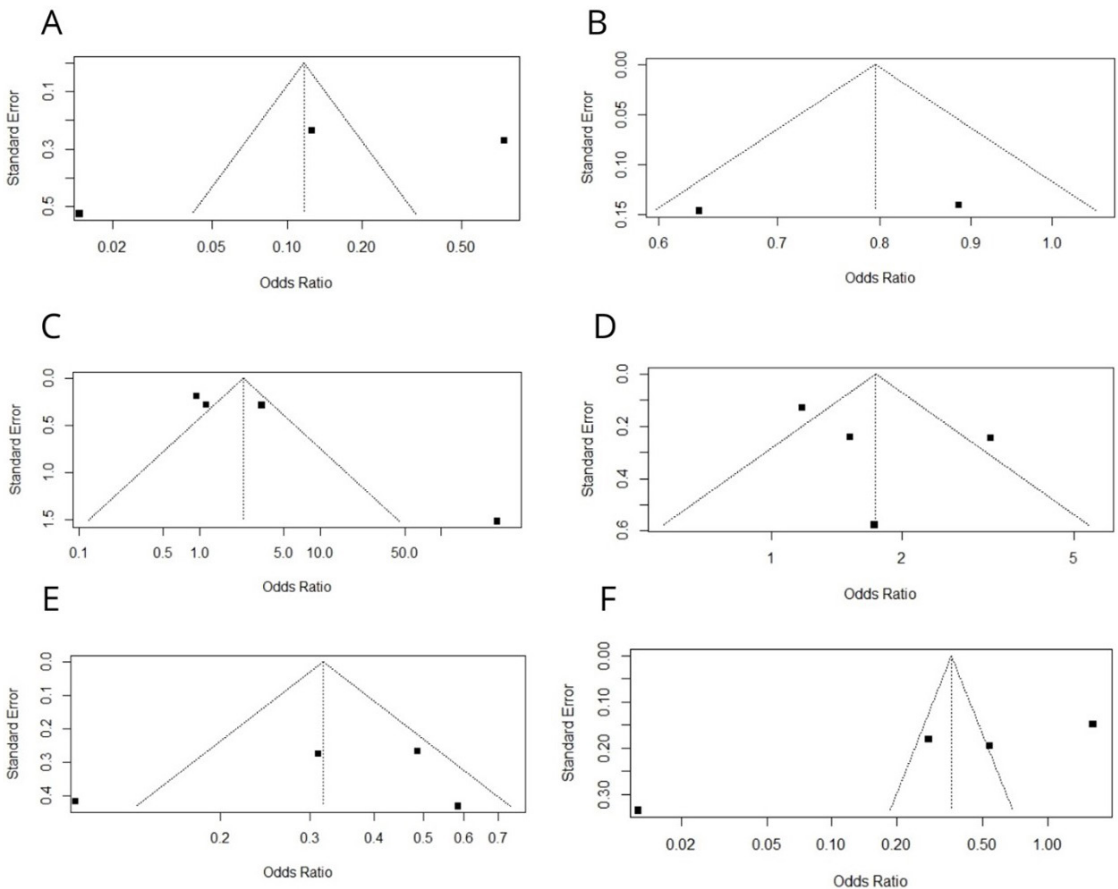 A
B
Standard Error
0.1
0.3
0.5
0.02 0.05 0.10 0.20 0.50
Odds Ratio
Standard Error
0.00
0.05
0.10
0.15
0.6 0.7 0.8 0.9 1.0
Odds Ratio
C
D
Standard Error
0.0
0.5
1.0
1.5
0.1 0.5 1.0 5.0 10.0 50.0
Odds Ratio
Standard Error
0.0
0.2
0.4
0.6
1 2 5
Odds Ratio
E
F
Standard Error
0.0
0.1
0.2
0.3
0.4
0.2 0.3 0.4 0.5 0.6 0.7
Odds Ratio
Standard Error
0.00
0.10
0.20
0.30
0.02 0.05 0.10 0.20 0.50 1.00
Odds Ratio